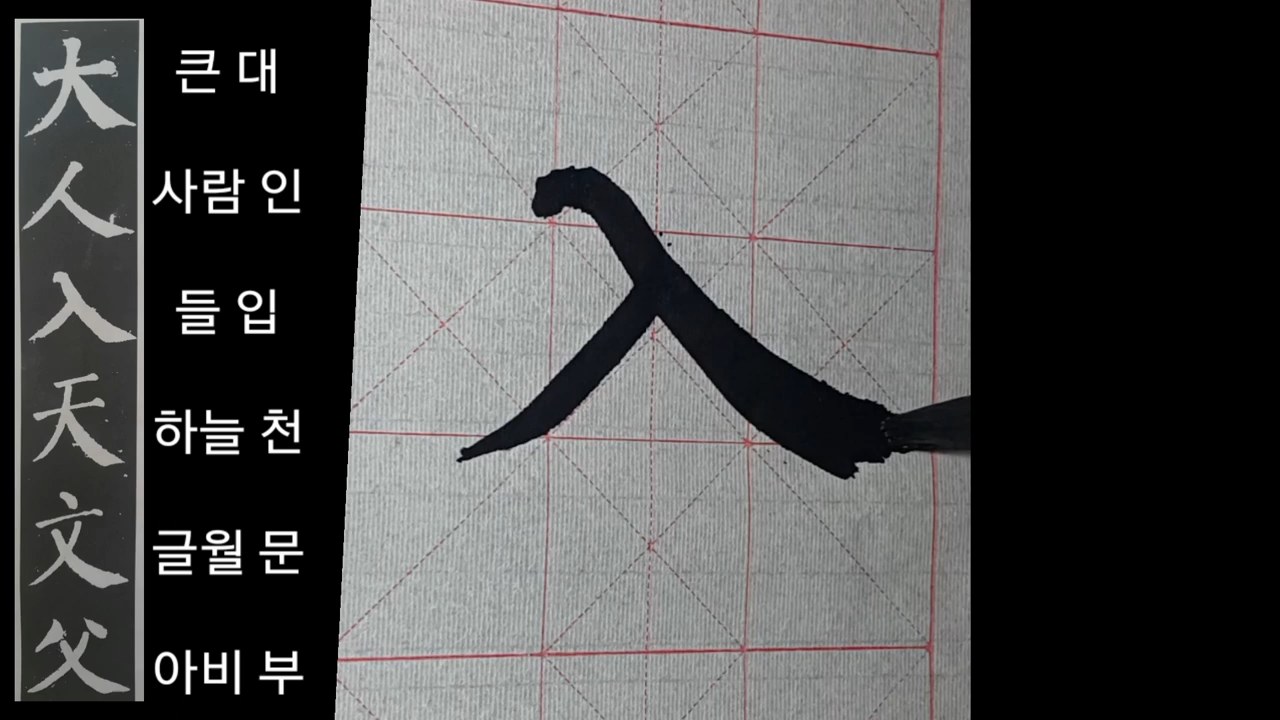 大 큰 대
人 사람 인
入 들 입
天 하늘 천
文 글월 문
父 아비 부
入